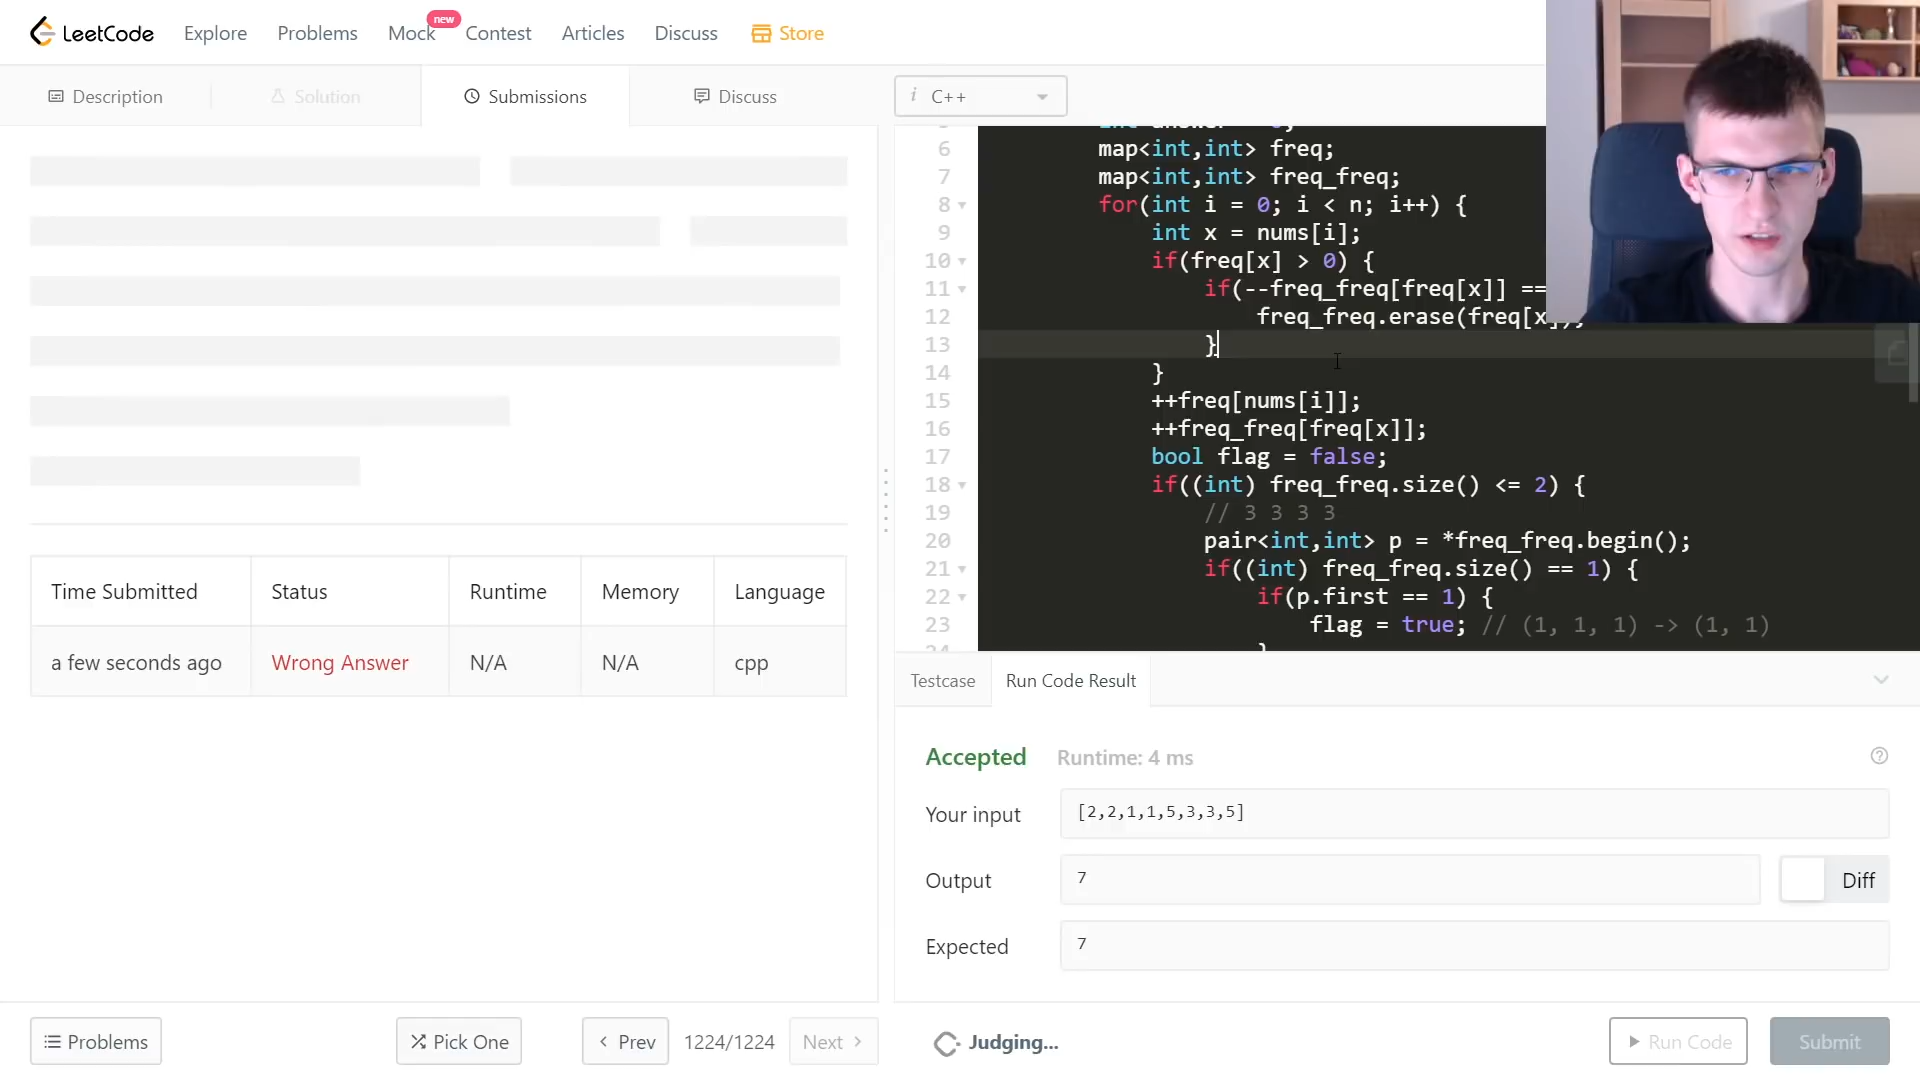 LeetCode Explore Problems Mock new Contest Articles Discuss Store
Description Solution Submissions Discuss
i C++
6 map<int,int> freq;
7 map<int,int> freq_freq;
8 for(int i = 0; i < n; i++) {
9 int x = nums[i];
10 if(freq[x] > 0) {
11 if(--freq_freq[freq[x]] ==
12 freq_freq.erase(freq[x]);
13 }
14 }
15 ++freq[nums[i]];
16 ++freq_freq[freq[x]];
17 bool flag = false;
18 if((int) freq_freq.size() <= 2) {
19 // 3 3 3 3
20 pair<int,int> p = *freq_freq.begin();
21 if((int) freq_freq.size() == 1) {
22 if(p.first == 1) {
23 flag = true; // (1, 1, 1) -> (1, 1)
24 }
Time Submitted Status Runtime Memory Language
a few seconds ago Wrong Answer N/A N/A cpp
Testcase Run Code Result
Accepted Runtime: 4 ms
Your input [2,2,1,1,5,3,3,5]
Output 7 Diff
Expected 7
Problems Pick One Prev 1224/1224 Next Judging... Run Code Submit